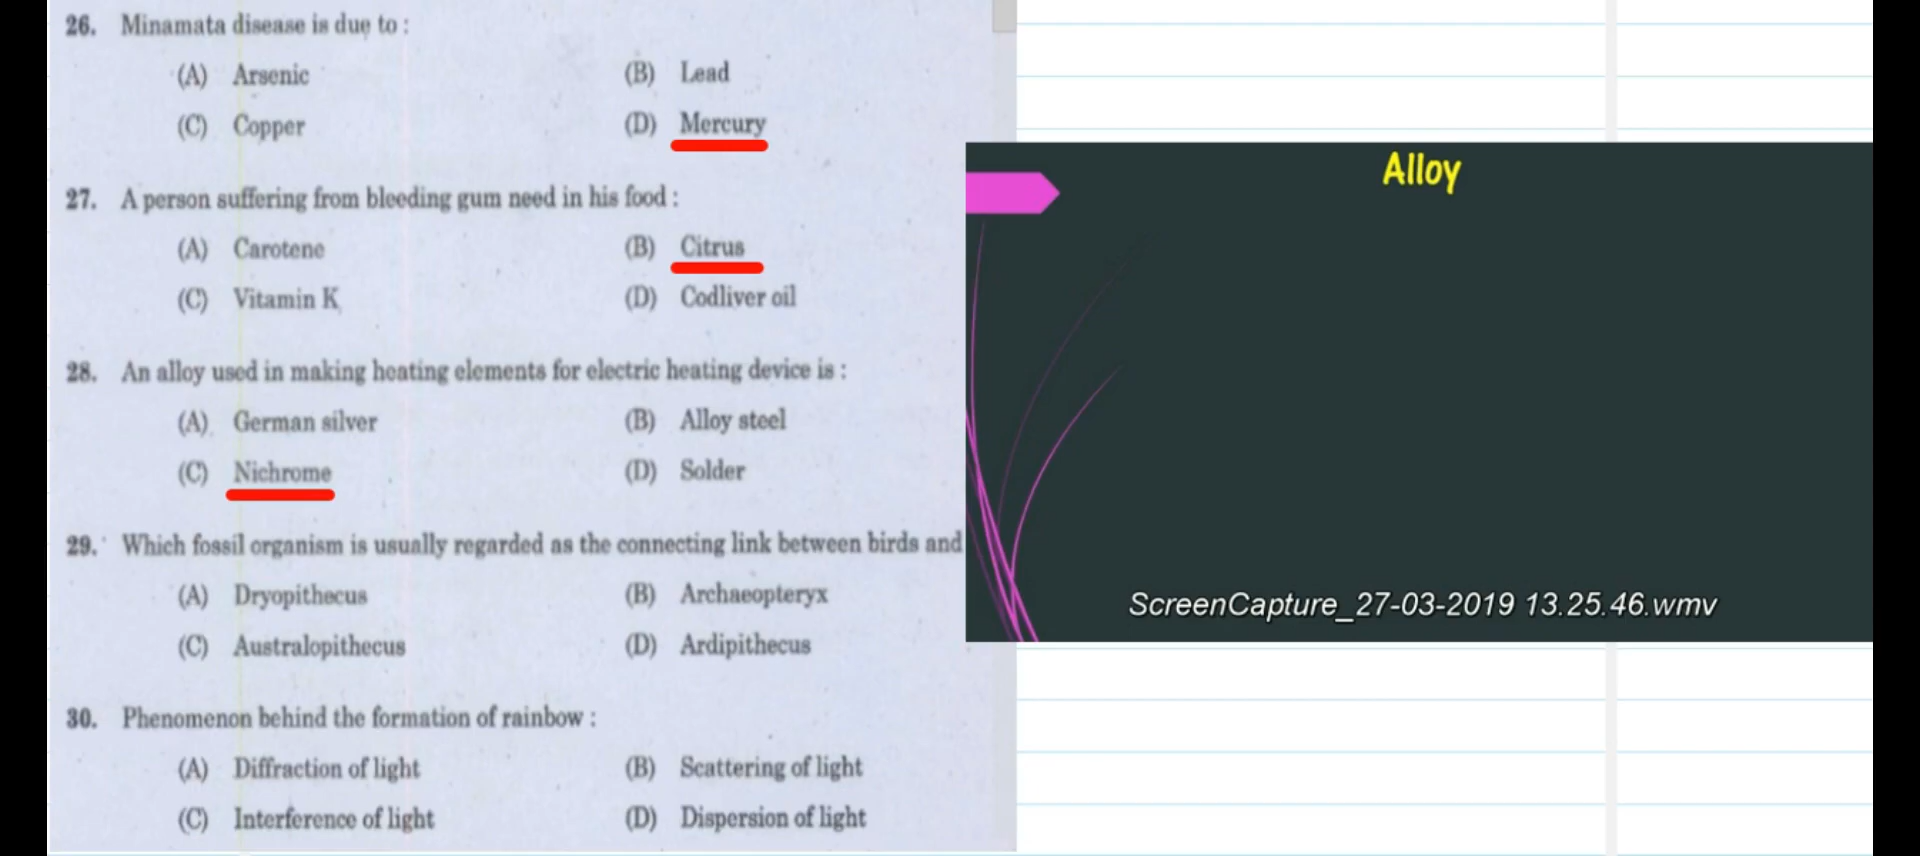 26. Minamata disease is due to :
(A) Arsenic (B) Lead
(C) Copper (D) Mercury
27. A person suffering from bleeding gum need in his food :
(A) Carotene (B) Citrus
(C) Vitamin K (D) Codliver oil
28. An alloy used in making heating elements for electric heating device is :
(A) German silver (B) Alloy steel
(C) Nichrome (D) Solder
29. Which fossil organism is usually regarded as the connecting link between birds and
(A) Dryopithecus (B) Archaeopteryx
(C) Australopithecus (D) Ardipithecus
30. Phenomenon behind the formation of rainbow :
(A) Diffraction of light (B) Scattering of light
(C) Interference of light (D) Dispersion of light
Alloy
ScreenCapture_27-03-2019 13.25.46.wmv